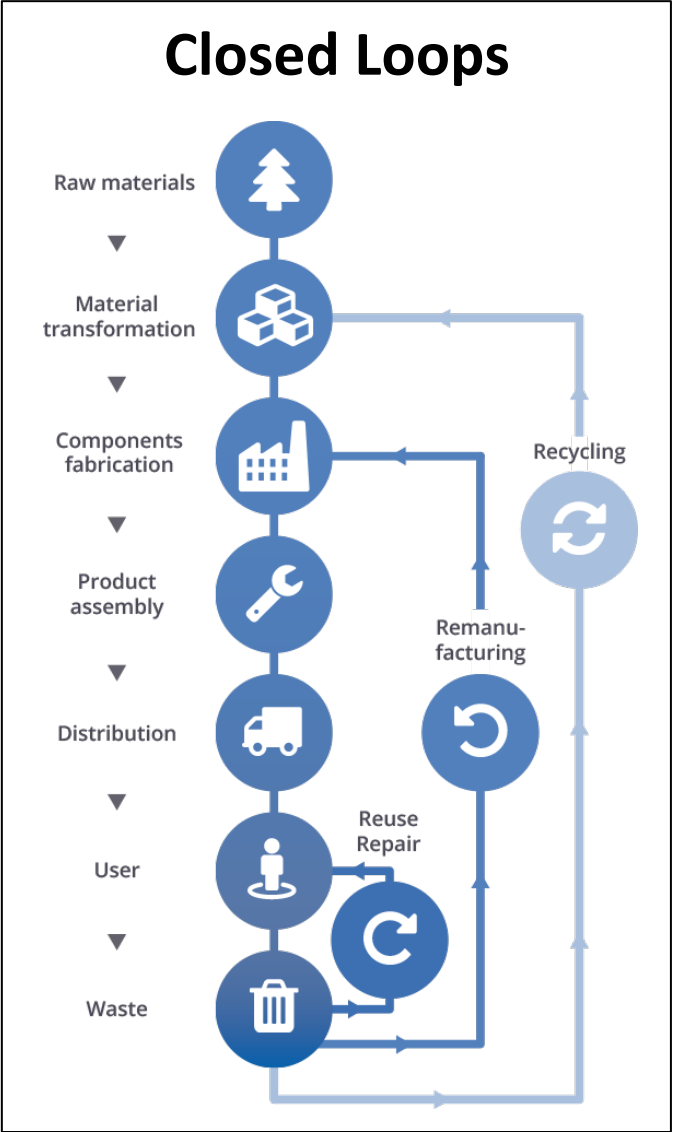 Closed Loops
Raw materials
Material
transformation
Components
fabrication
Recycling
Product
assembly
Remanu-
facturing
Distribution
Reuse
Repair
User
Waste